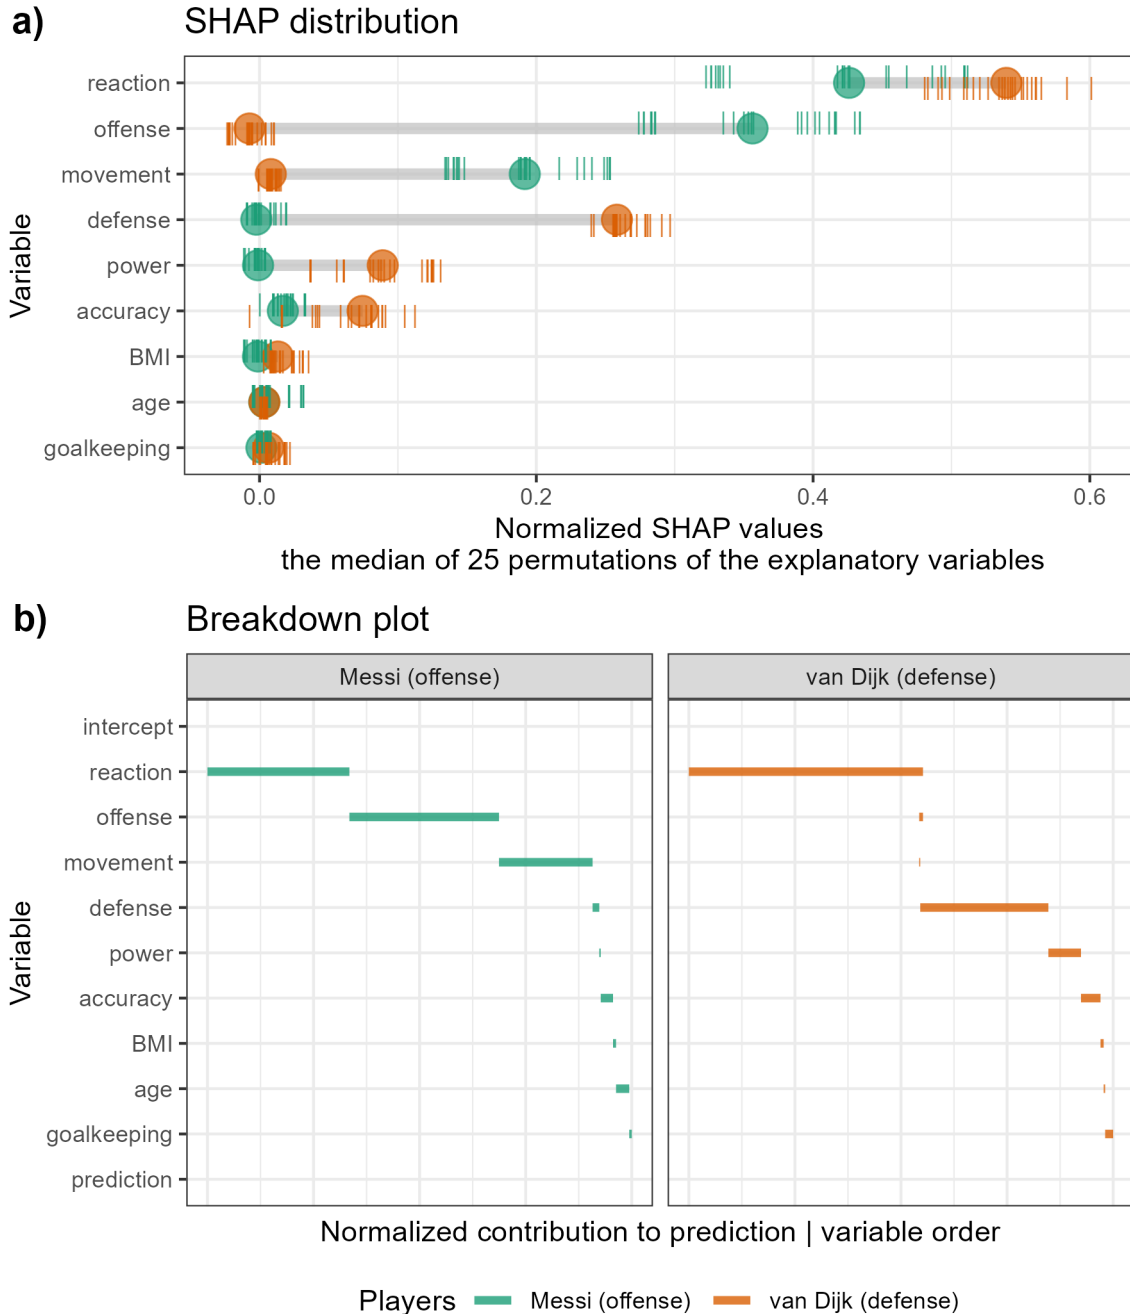 a)
SHAP distribution
Variable
reaction
offense
movement
defense
power
accuracy
BMI
age
goalkeeping
0.0 0.2 0.4 0.6
Normalized SHAP values
the median of 25 permutations of the explanatory variables
b)
Breakdown plot
Messi (offense) van Dijk (defense)
Variable
intercept
reaction
offense
movement
defense
power
accuracy
BMI
age
goalkeeping
prediction
Normalized contribution to prediction | variable order
Players Messi (offense) van Dijk (defense)